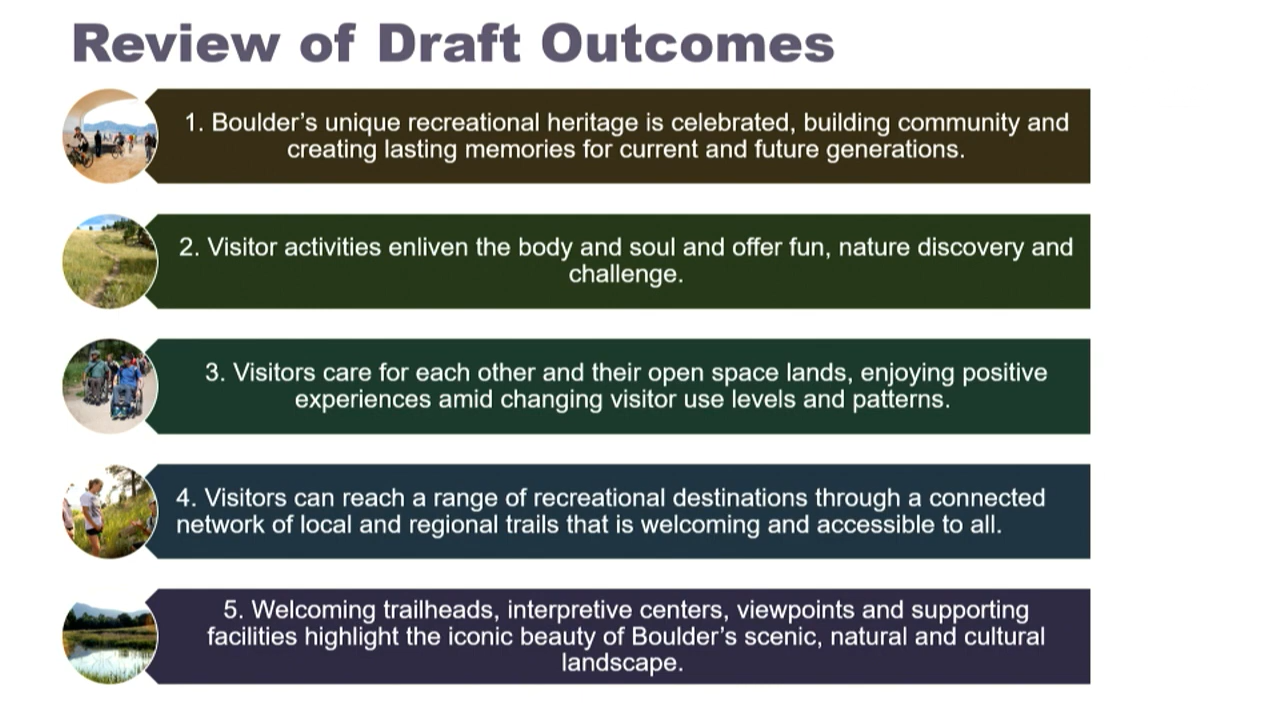 Review of Draft Outcomes
1. Boulder’s unique recreational heritage is celebrated, building community and
creating lasting memories for current and future generations.
2. Visitor activities enliven the body and soul and offer fun, nature discovery and
challenge.
3. Visitors care for each other and their open space lands, enjoying positive
experiences amid changing visitor use levels and patterns.
4. Visitors can reach a range of recreational destinations through a connected
network of local and regional trails that is welcoming and accessible to all.
5. Welcoming trailheads, interpretive centers, viewpoints and supporting
facilities highlight the iconic beauty of Boulder’s scenic, natural and cultural
landscape.